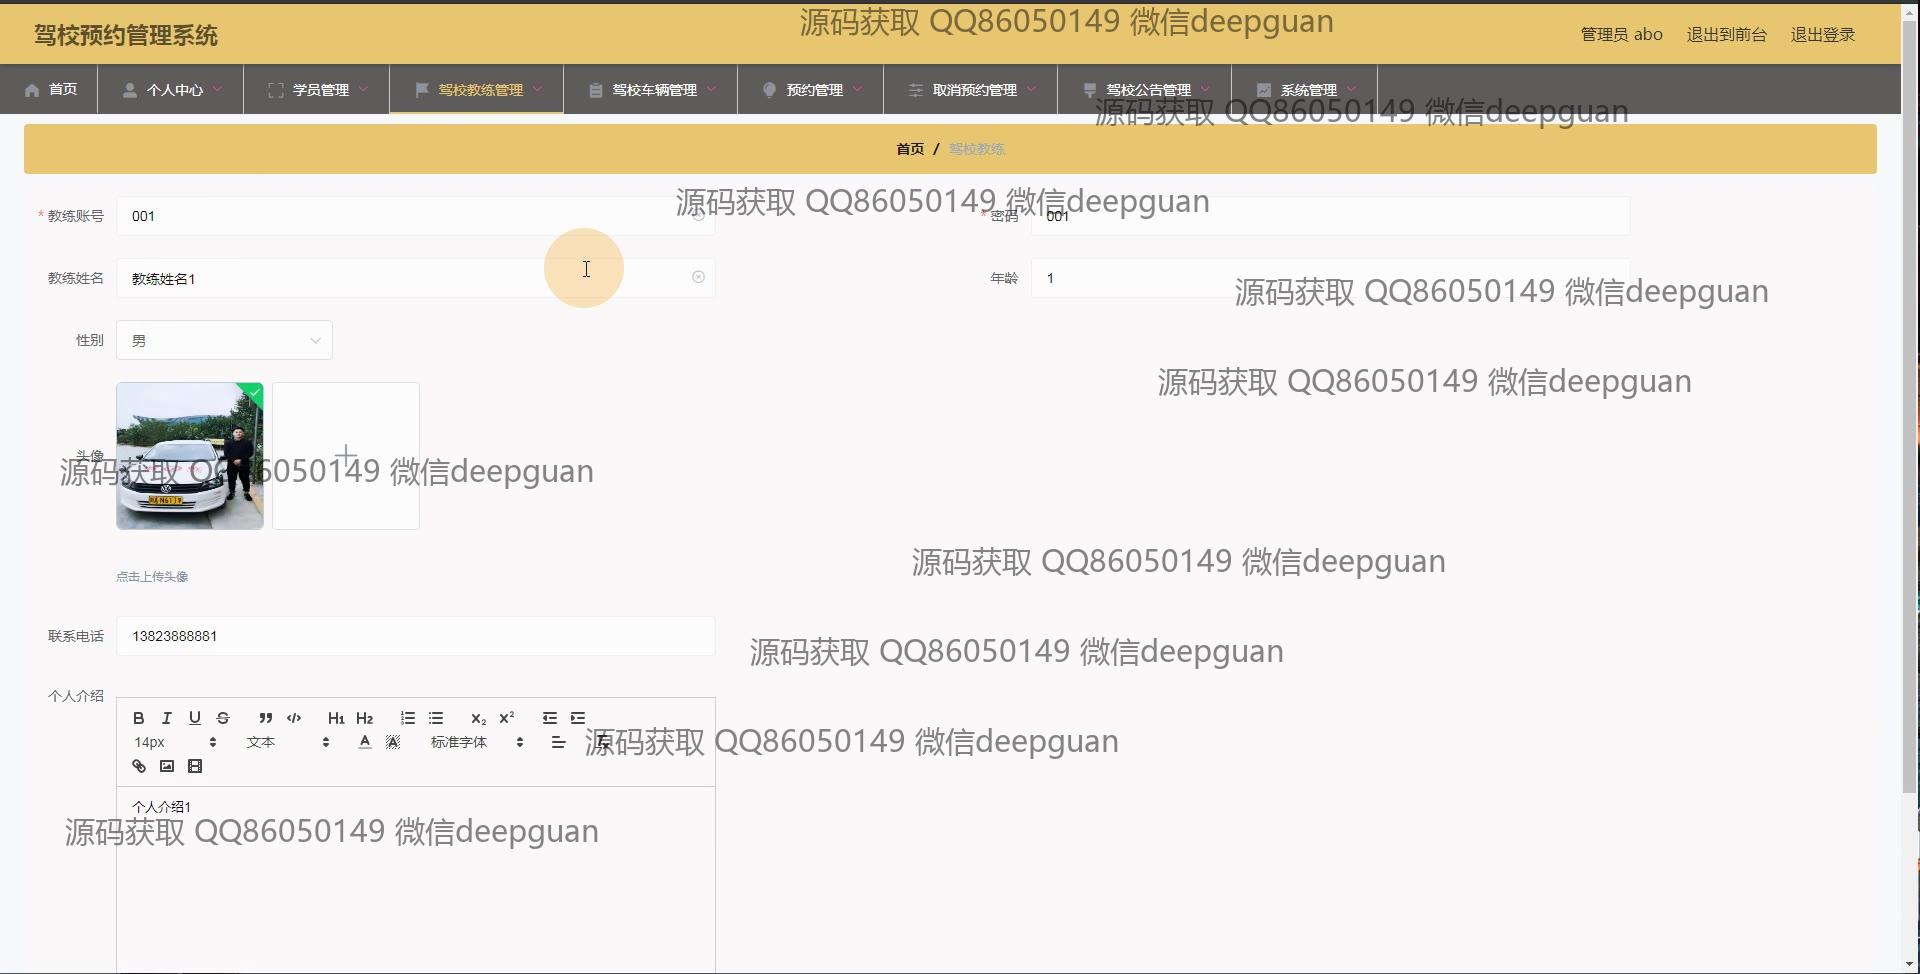 驾校预约管理系统
源码获取 QQ86050149 微信deepguan
管理员 abo 退出到前台 退出登录
首页 个人中心 学员管理 驾校教练管理 驾校车辆管理 预约管理 取消预约管理 驾校公告管理 系统管理
源码获取 QQ86050149 微信deepguan
首页 / 驾校教练
源码获取 QQ86050149 微信deepguan
* 教练账号 001 * 密码 001
教练姓名 教练姓名1 年龄 1
源码获取 QQ86050149 微信deepguan
性别 男
源码获取 QQ86050149 微信deepguan
头像
源码获取 QQ86050149 微信deepguan
源码获取 QQ86050149 微信deepguan
点击上传头像
联系电话 13823888881
源码获取 QQ86050149 微信deepguan
个人介绍
B I U S H1 H2 x2 x2
14px 文本 A A 标准字体
源码获取 QQ86050149 微信deepguan
个人介绍1
源码获取 QQ86050149 微信deepguan